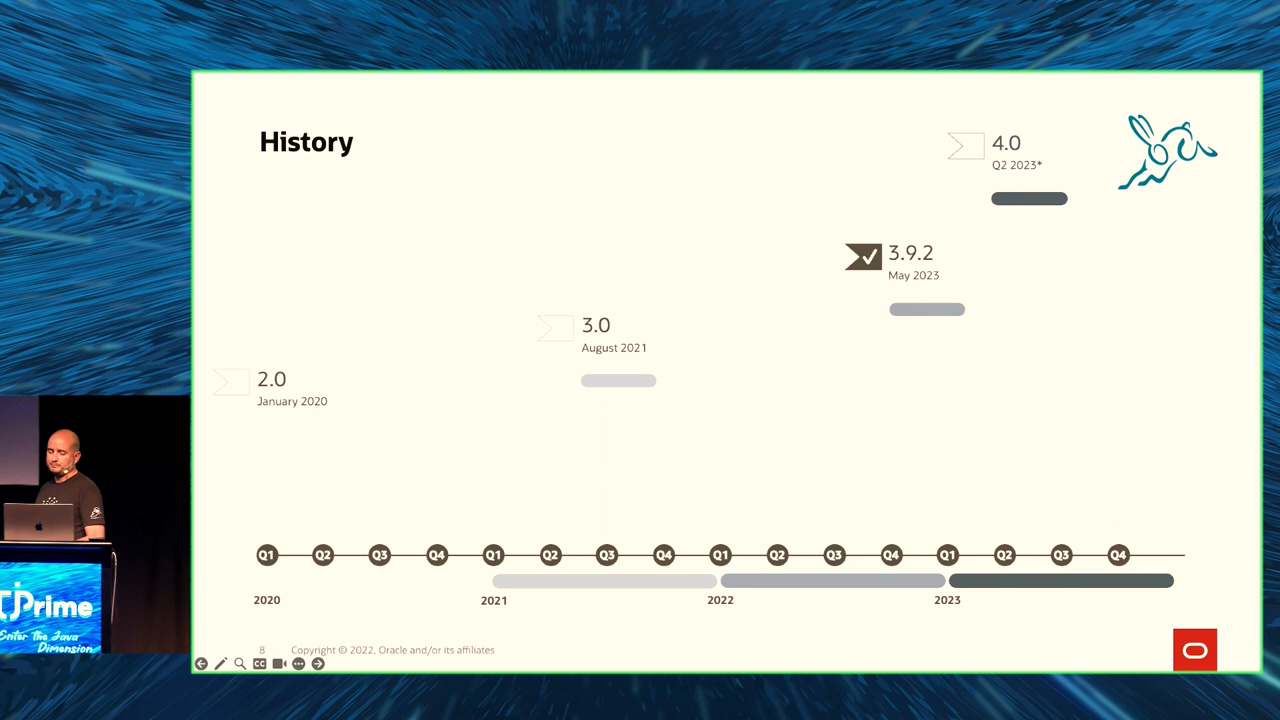 History
4.0
Q2 2023*
3.9.2
May 2023
3.0
August 2021
2.0
January 2020
Q1 Q2 Q3 Q4 Q1 Q2 Q3 Q4 Q1 Q2 Q3 Q4 Q1 Q2 Q3 Q4
2020 2021 2022 2023
8 Copyright © 2022, Oracle and/or its affiliates
CC
jPrime
Enter the Java
Dimension